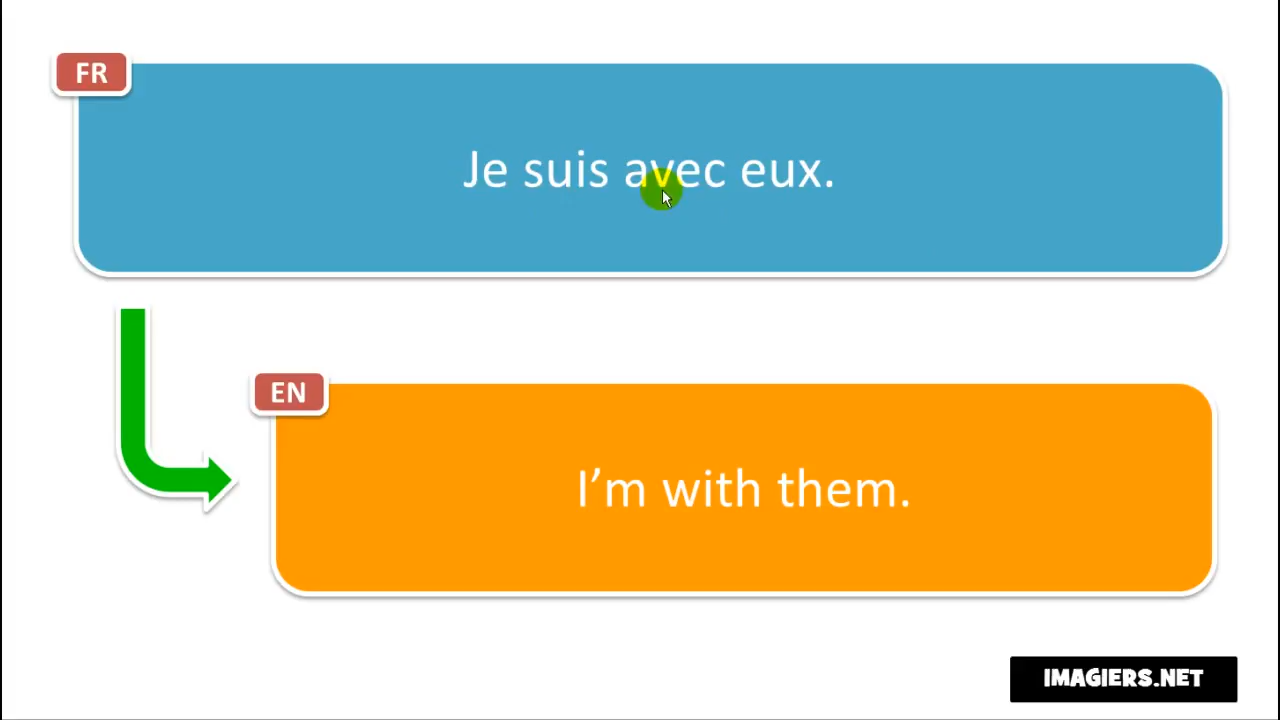 FR
Je suis avec eux.
EN
I’m with them.
IMAGIERS.NET